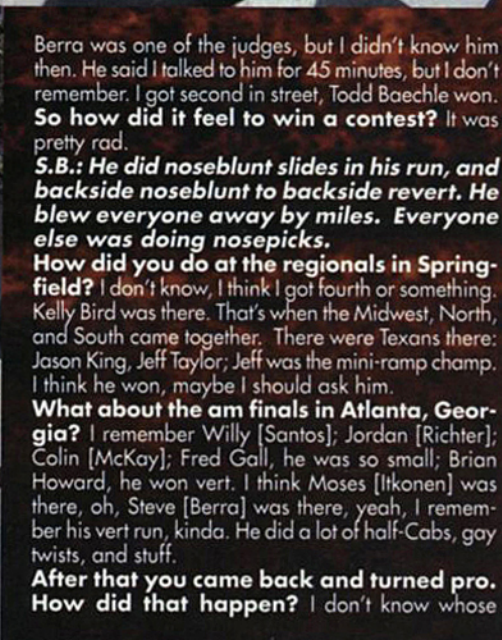 Berra was one of the judges, but I didn't know him
then. He said I talked to him for 45 minutes, but I don't
remember. I got second in street, Todd Baechle won.
So how did it feel to win a contest? It was
pretty rad.
S.B.: He did noseblunt slides in his run, and
backside noseblunt to backside revert. He
blew everyone away by miles. Everyone
else was doing nosepicks.
How did you do at the regionals in Spring-
field? I don't know, I think I got fourth or something.
Kelly Bird was there. That's when the Midwest, North,
and South came together. There were Texans there:
Jason King, Jeff Taylor; Jeff was the mini-ramp champ.
I think he won, maybe I should ask him.
What about the am finals in Atlanta, Geor-
gia? I remember Willy [Santos]; Jordan [Richter];
Colin [McKay]; Fred Gall, he was so small; Brian
Howard, he won vert. I think Moses [Itkonen] was
there, oh, Steve [Berra] was there, yeah, I remem-
ber his vert run, kinda. He did a lot of half-Cabs, gay
twists, and stuff.
After that you came back and turned pro.
How did that happen? I don't know whose